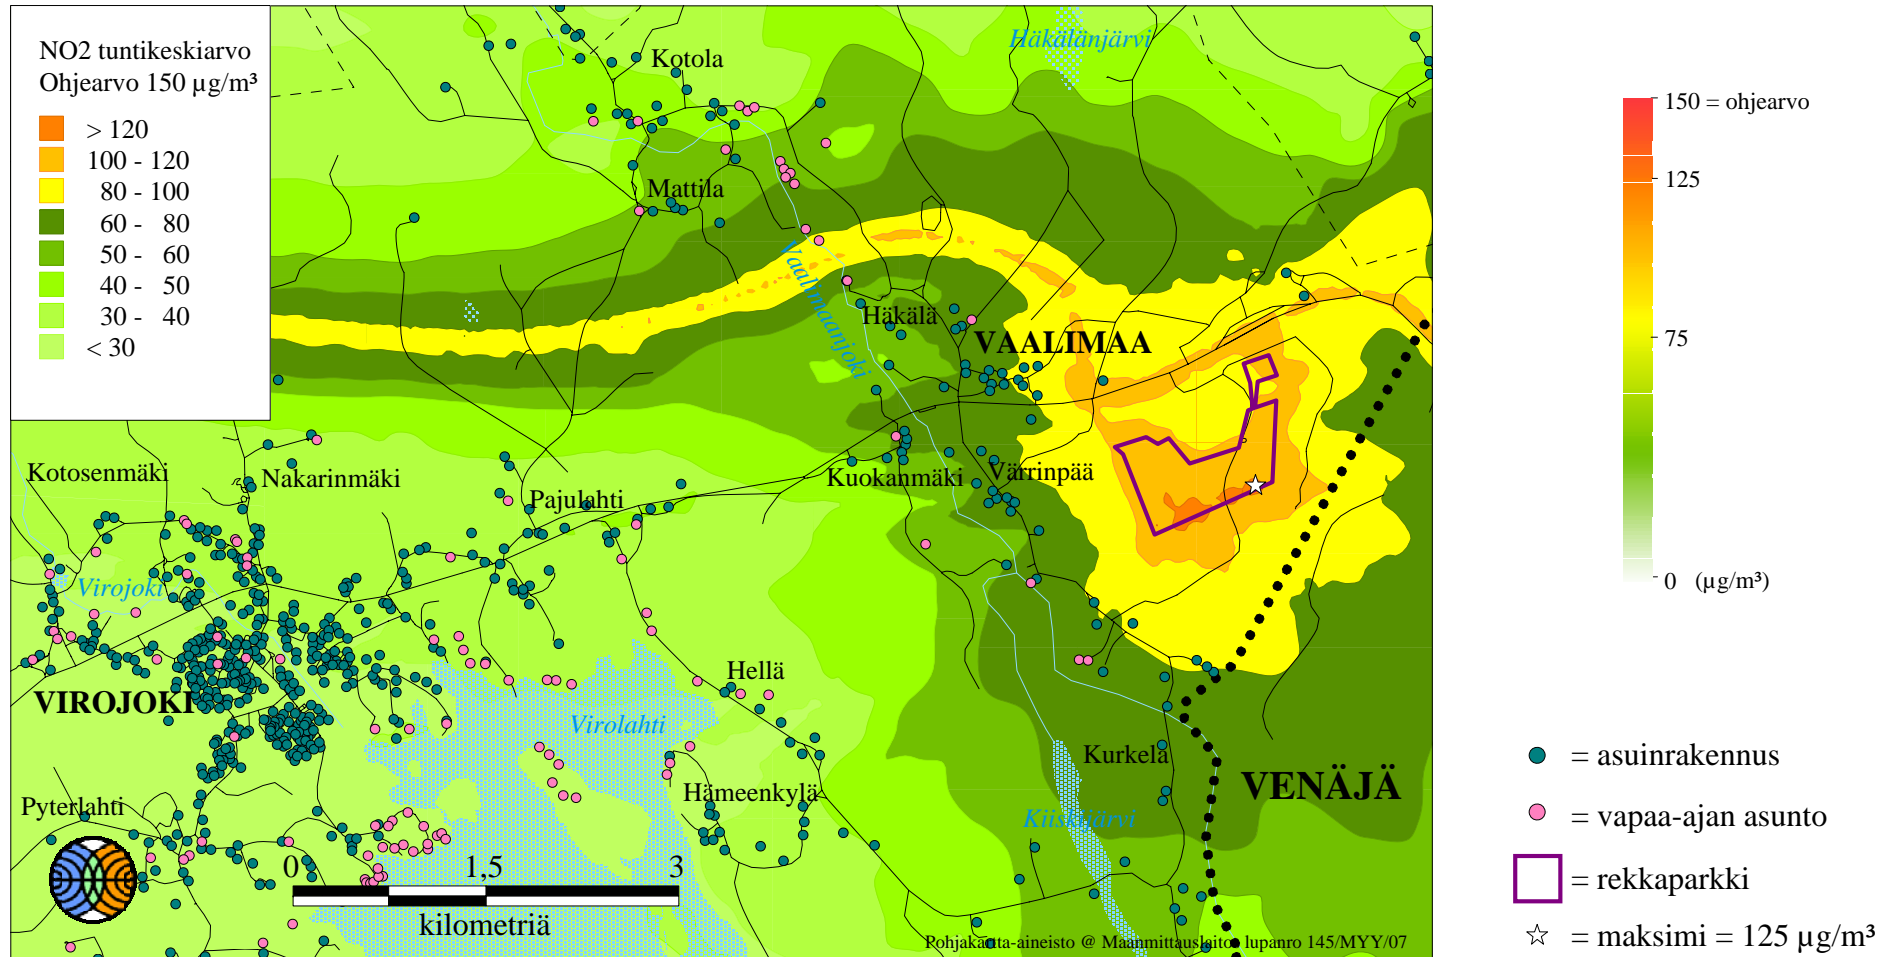 NO2 tuntikeskiarvo
Ohjearvo 150 µg/m³
> 120
100 - 120
80 - 100
60 - 80
50 - 60
40 - 50
30 - 40
< 30
Kotola
Häkälänjärvi
Mattila
Vaalimaanjoki
Häkälä
VAALIMAA
Kotosenmäki
Nakarinmäki
Pajulahti
Kuokanmäki
Värrinpää
Virojoki
VIROJOKI
Hellä
Virolahti
Kurkela
VENÄJÄ
Pyterlahti
Hämeenkylä
Kiiskijärvi
0 1,5 3
kilometriä
Pohjakartta-aineisto @ Maanmittauslaitos lupanro 145/MYY/07
150 = ohjearvo
125
75
0 (µg/m³)
= asuinrakennus
= vapaa-ajan asunto
= rekkaparkki
= maksimi = 125 µg/m³